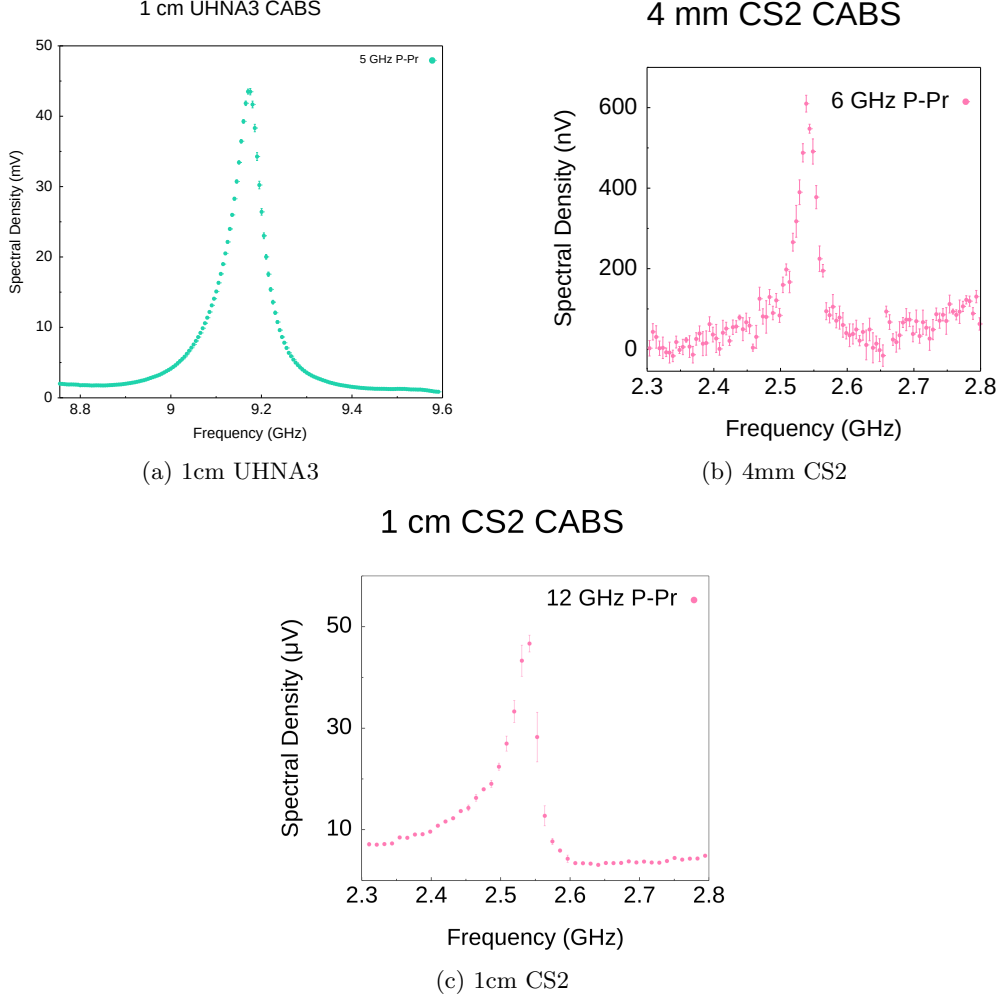 1 cm UHNA3 CABS
50
40
30
20
10
0
8.8
9
9.2
9.4
9.6
Spectral Density (mV)
Frequency (GHz)
5 GHz P-Pr
(a) 1cm UHNA3
4 mm CS2 CABS
600
400
200
0
2.3
2.4
2.5
2.6
2.7
2.8
Spectral Density (nV)
Frequency (GHz)
6 GHz P-Pr
(b) 4mm CS2
1 cm CS2 CABS
50
30
10
2.3
2.4
2.5
2.6
2.7
2.8
Spectral Density (μV)
Frequency (GHz)
12 GHz P-Pr
(c) 1cm CS2